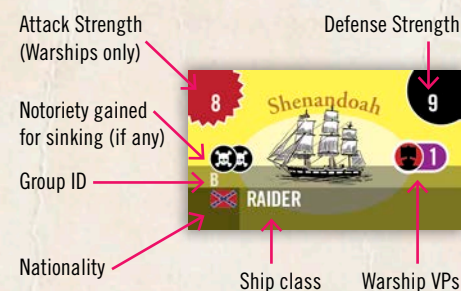 Attack Strength
(Warships only)
Defense Strength
8
Shenandoah
9
Notoriety gained
for sinking (if any)
1
Group ID
B
RAIDER
Nationality
Ship class
Warship VPs